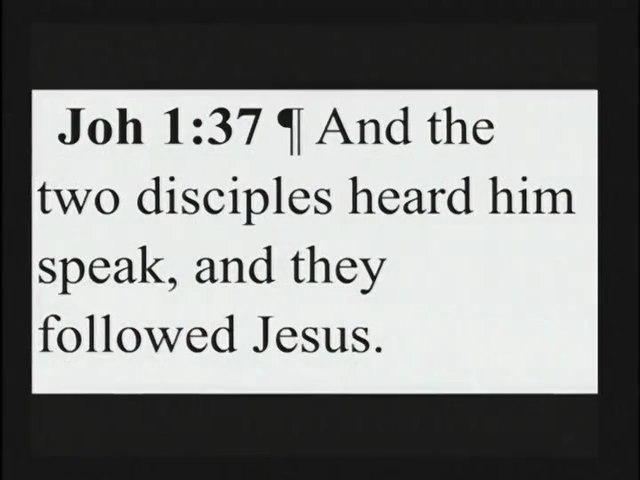 Joh 1:37 ¶ And the
two disciples heard him
speak, and they
followed Jesus.